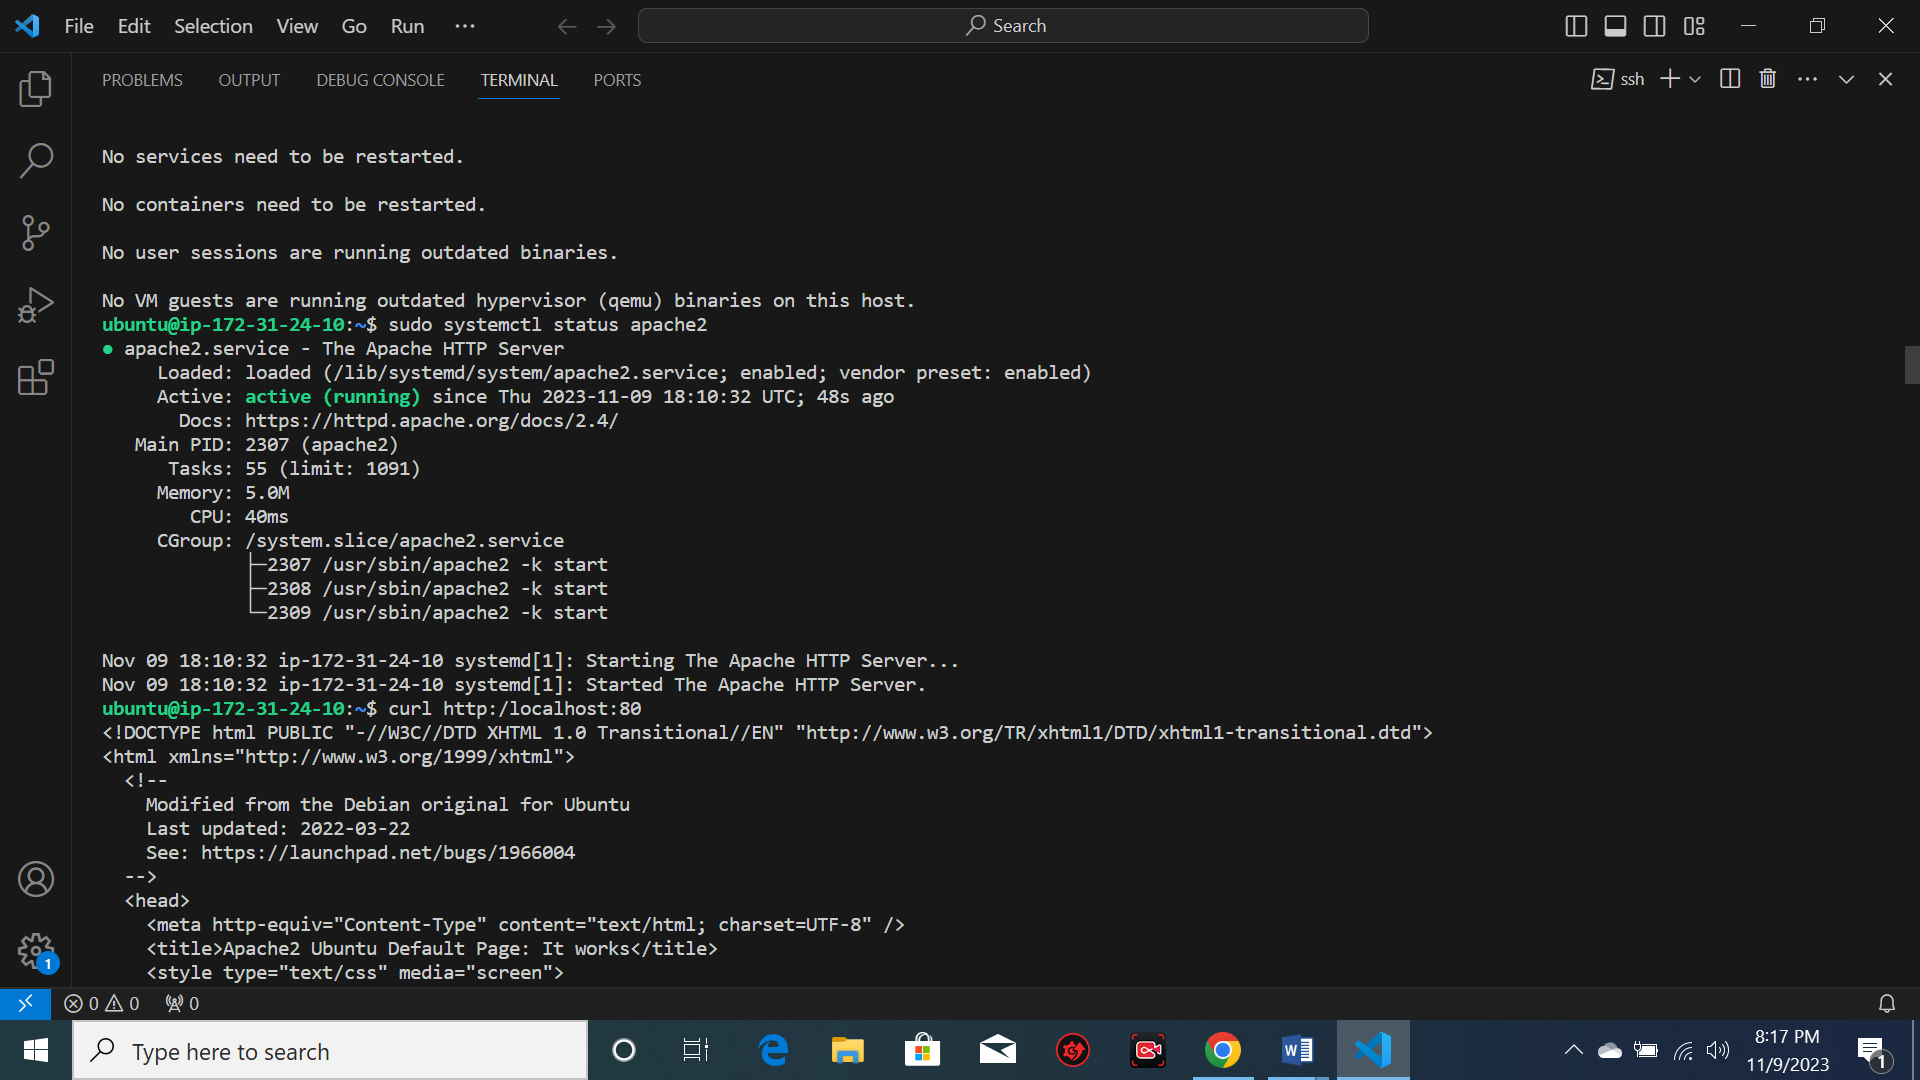 File Edit Selection View Go Run ··· Search
PROBLEMS OUTPUT DEBUG CONSOLE TERMINAL PORTS ssh
No services need to be restarted.
No containers need to be restarted.
No user sessions are running outdated binaries.
No VM guests are running outdated hypervisor (qemu) binaries on this host.
ubuntu@ip-172-31-24-10:~$ sudo systemctl status apache2
● apache2.service - The Apache HTTP Server
Loaded: loaded (/lib/systemd/system/apache2.service; enabled; vendor preset: enabled)
Active: active (running) since Thu 2023-11-09 18:10:32 UTC; 48s ago
Docs: https://httpd.apache.org/docs/2.4/
Main PID: 2307 (apache2)
Tasks: 55 (limit: 1091)
Memory: 5.0M
CPU: 40ms
CGroup: /system.slice/apache2.service
├─2307 /usr/sbin/apache2 -k start
├─2308 /usr/sbin/apache2 -k start
└─2309 /usr/sbin/apache2 -k start
Nov 09 18:10:32 ip-172-31-24-10 systemd[1]: Starting The Apache HTTP Server...
Nov 09 18:10:32 ip-172-31-24-10 systemd[1]: Started The Apache HTTP Server.
ubuntu@ip-172-31-24-10:~$ curl http:/localhost:80
<!DOCTYPE html PUBLIC "-//W3C//DTD XHTML 1.0 Transitional//EN" "http://www.w3.org/TR/xhtml1/DTD/xhtml1-transitional.dtd">
<html xmlns="http://www.w3.org/1999/xhtml">
<!--
Modified from the Debian original for Ubuntu
Last updated: 2022-03-22
See: https://launchpad.net/bugs/1966004
-->
<head>
<meta http-equiv="Content-Type" content="text/html; charset=UTF-8" />
<title>Apache2 Ubuntu Default Page: It works</title>
<style type="text/css" media="screen">
1
0 0 0
Type here to search
8:17 PM
11/9/2023
1